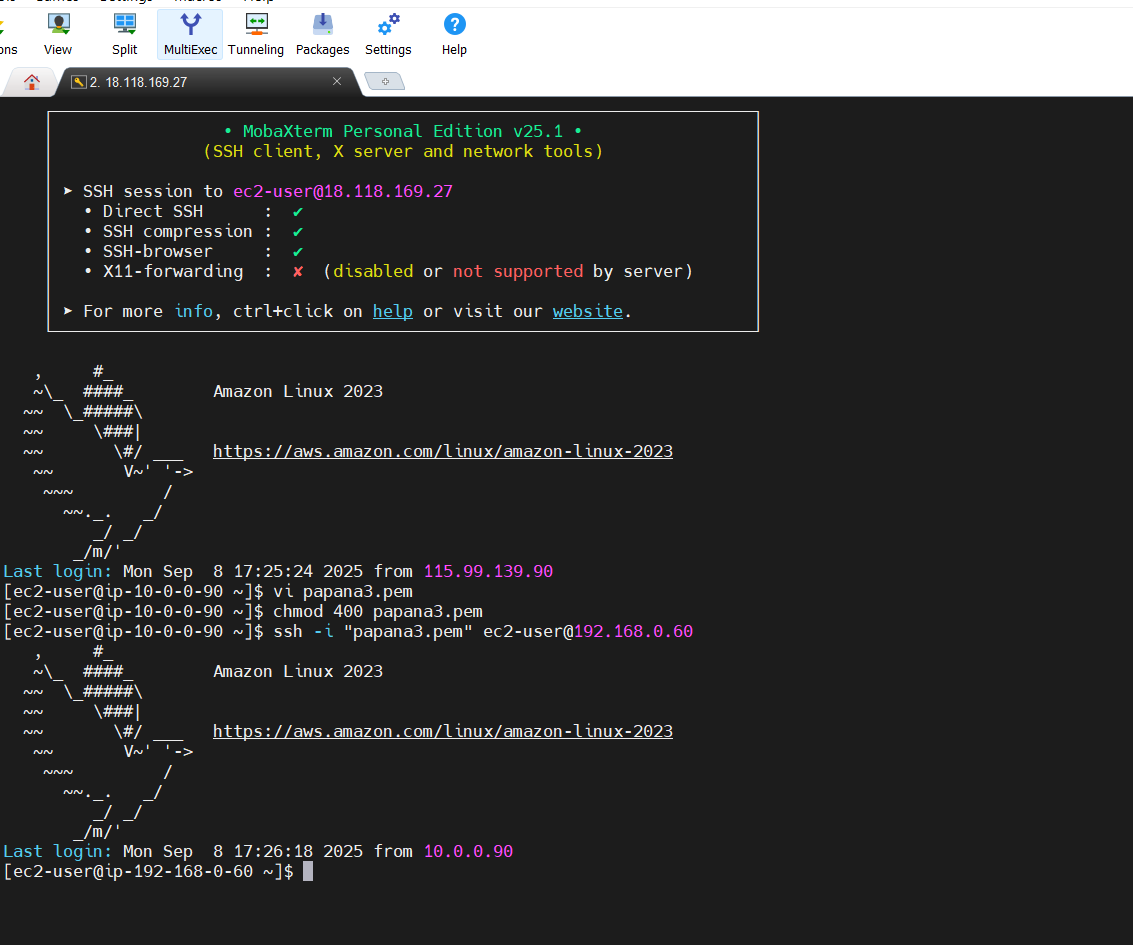 View Split MultiExec Tunneling Packages Settings Help
2. 18.118.169.27
• MobaXterm Personal Edition v25.1 •
(SSH client, X server and network tools)
➤ SSH session to ec2-user@18.118.169.27
• Direct SSH      :  ✔
• SSH compression :  ✔
• SSH-browser     :  ✔
• X11-forwarding  :  ✘  (disabled or not supported by server)
➤ For more info, ctrl+click on help or visit our website.
   ,     #_
   ~\_  ####_        Amazon Linux 2023
  ~~  \_#####\
  ~~     \###|
  ~~       \#/ ___   https://aws.amazon.com/linux/amazon-linux-2023
   ~~       V~' '->
    ~~~         /
      ~~._.   _/
         _/ _/
       _/m/'
Last login: Mon Sep  8 17:25:24 2025 from 115.99.139.90
[ec2-user@ip-10-0-0-90 ~]$ vi papana3.pem
[ec2-user@ip-10-0-0-90 ~]$ chmod 400 papana3.pem
[ec2-user@ip-10-0-0-90 ~]$ ssh -i "papana3.pem" ec2-user@192.168.0.60
   ,     #_
   ~\_  ####_        Amazon Linux 2023
  ~~  \_#####\
  ~~     \###|
  ~~       \#/ ___   https://aws.amazon.com/linux/amazon-linux-2023
   ~~       V~' '->
    ~~~         /
      ~~._.   _/
         _/ _/
       _/m/'
Last login: Mon Sep  8 17:26:18 2025 from 10.0.0.90
[ec2-user@ip-192-168-0-60 ~]$